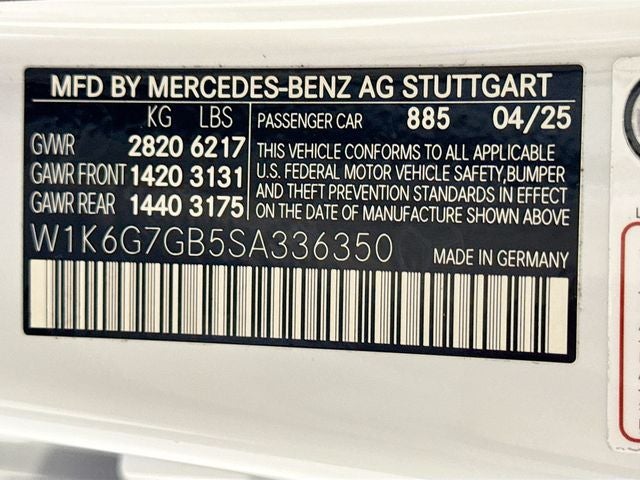 MFD BY MERCEDES-BENZ AG STUTTGART
KG LBS
GVWR 2820 6217
GAWR FRONT 1420 3131
GAWR REAR 1440 3175
PASSENGER CAR 885 04/25
THIS VEHICLE CONFORMS TO ALL APPLICABLE
U.S. FEDERAL MOTOR VEHICLE SAFETY, BUMPER
AND THEFT PREVENTION STANDARDS IN EFFECT
ON DATE OF MANUFACTURE SHOWN ABOVE
W1K6G7GB5SA336350 MADE IN GERMANY